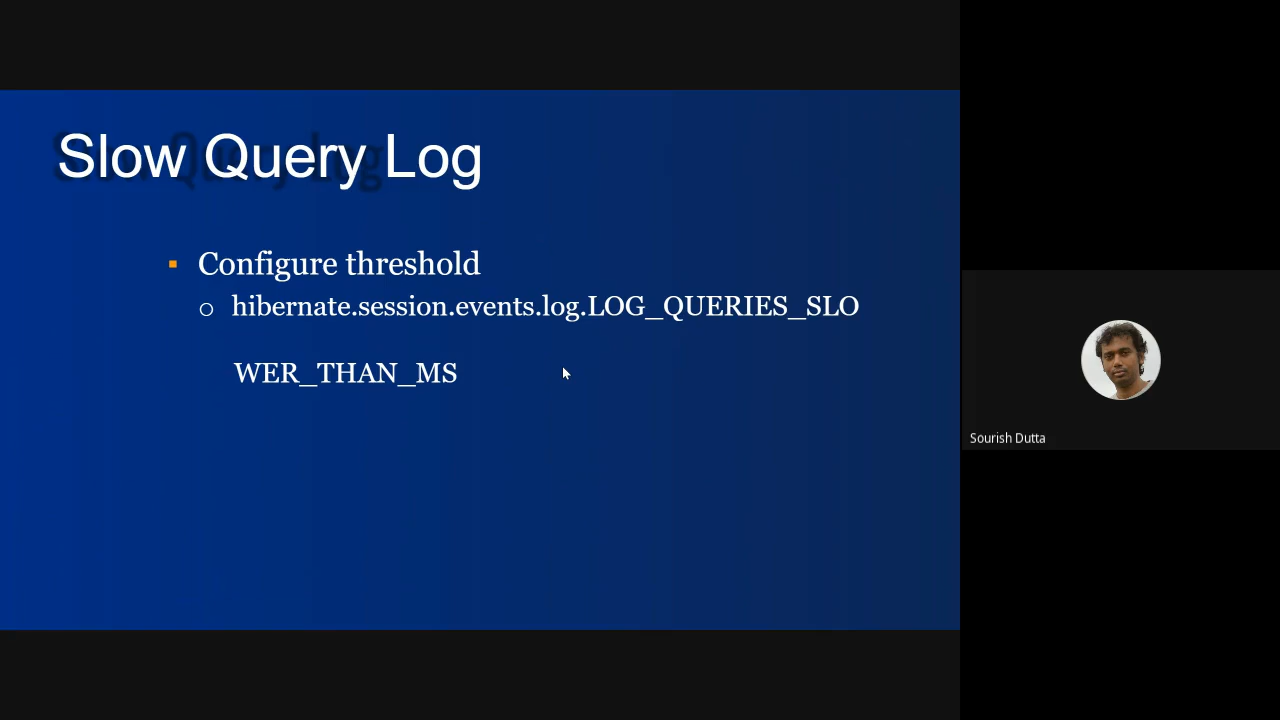 Slow Query Log
▪ Configure threshold
o hibernate.session.events.log.LOG_QUERIES_SLO
WER_THAN_MS
Sourish Dutta